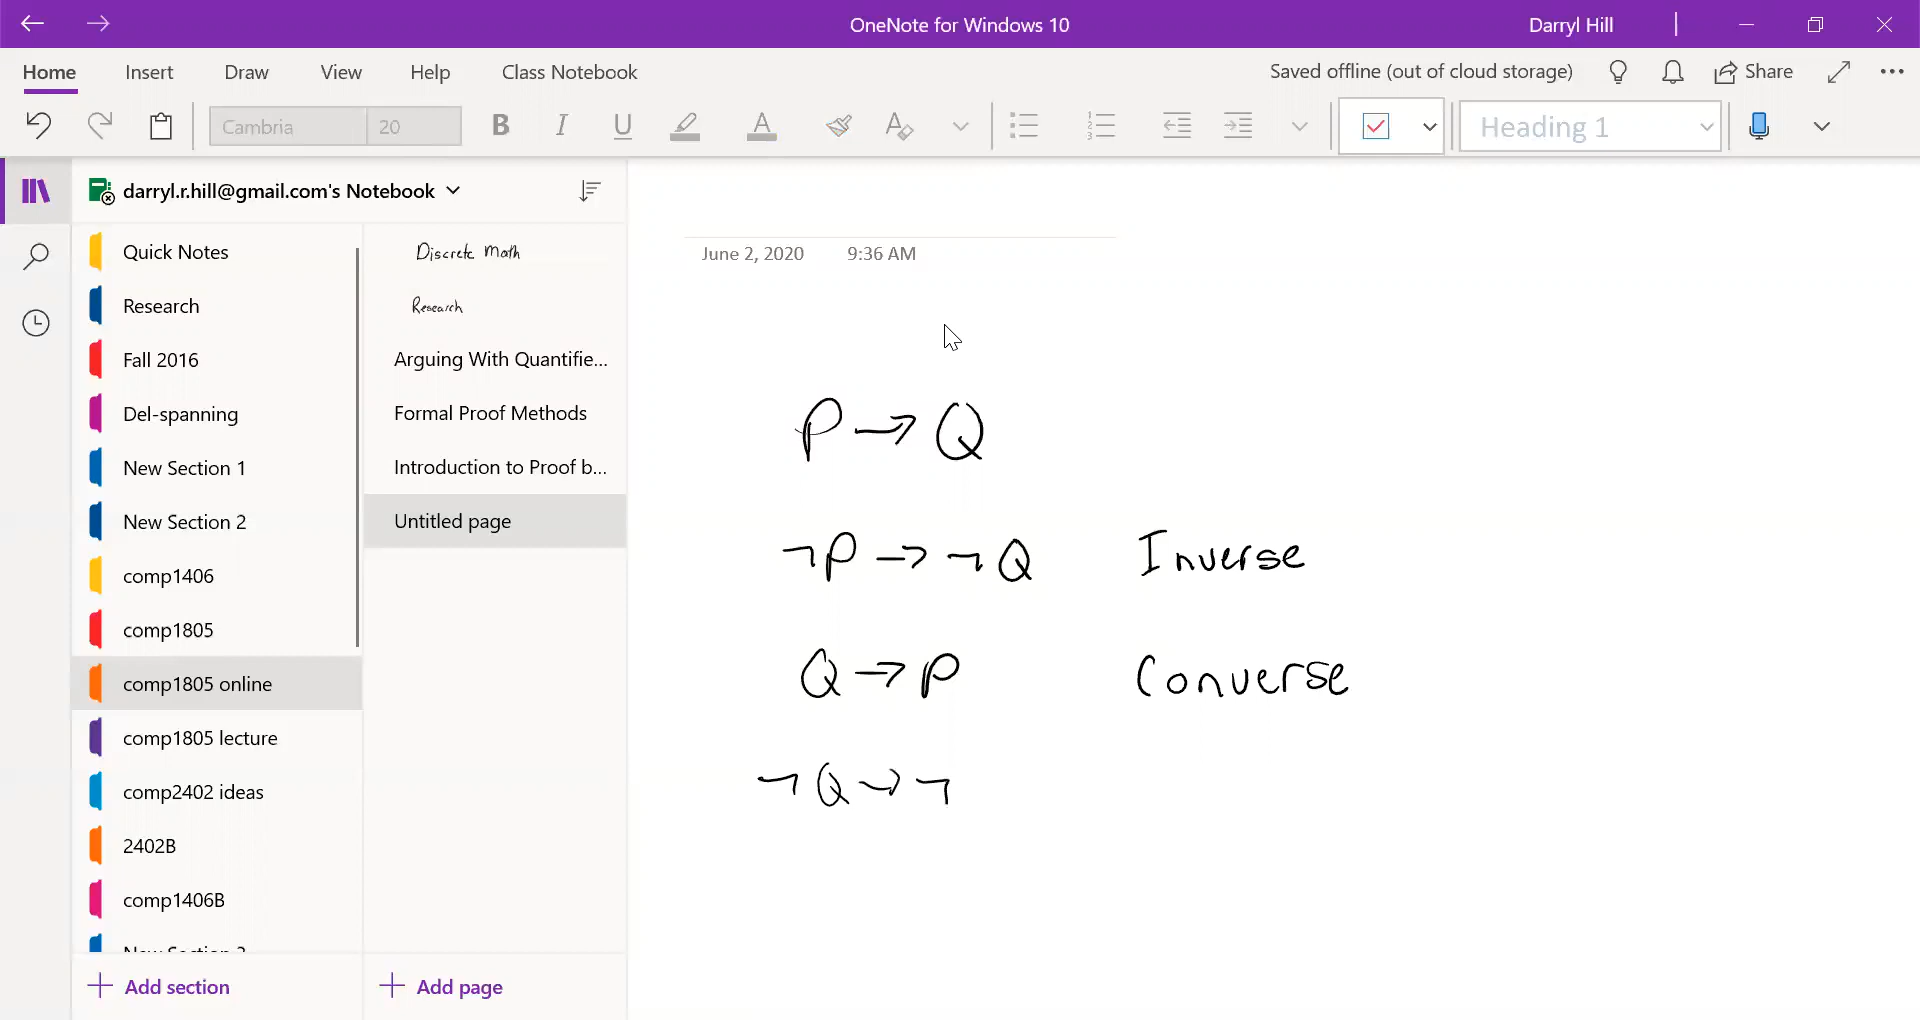 OneNote for Windows 10
Darryl Hill
Home Insert Draw View Help Class Notebook
Saved offline (out of cloud storage)
Share
Cambria 20
B I U A A
Heading 1
darryl.r.hill@gmail.com's Notebook
Quick Notes
Research
Fall 2016
Del-spanning
New Section 1
New Section 2
comp1406
comp1805
comp1805 online
comp1805 lecture
comp2402 ideas
2402B
comp1406B
New Section 3
Add section
Discrete Math
Research
Arguing With Quantifie...
Formal Proof Methods
Introduction to Proof b...
Untitled page
Add page
June 2, 2020 9:36 AM
P → Q
¬P → ¬Q Inverse
Q → P Converse
¬Q → ¬